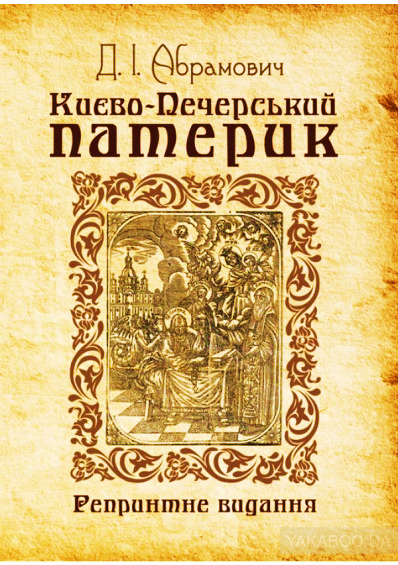 Д. І. Абрамович
Києво-Печерський
патерик
Репринтне видання
YAKABOO.UA